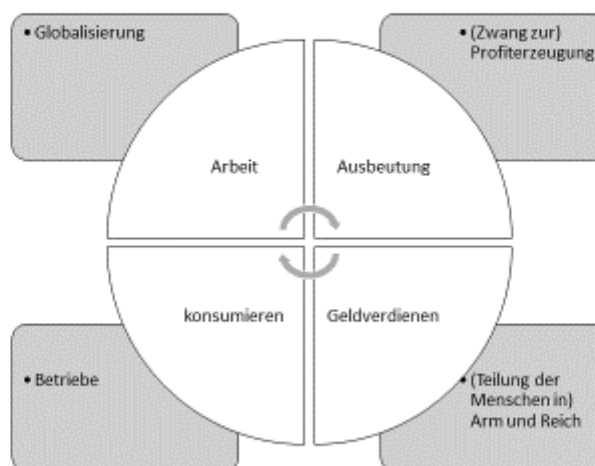 • Globalisierung
• (Zwang zur)
Profiterzeugung
Arbeit
Ausbeutung
konsumieren
Geldverdienen
• Betriebe
• (Teilung der
Menschen in)
Arm und Reich